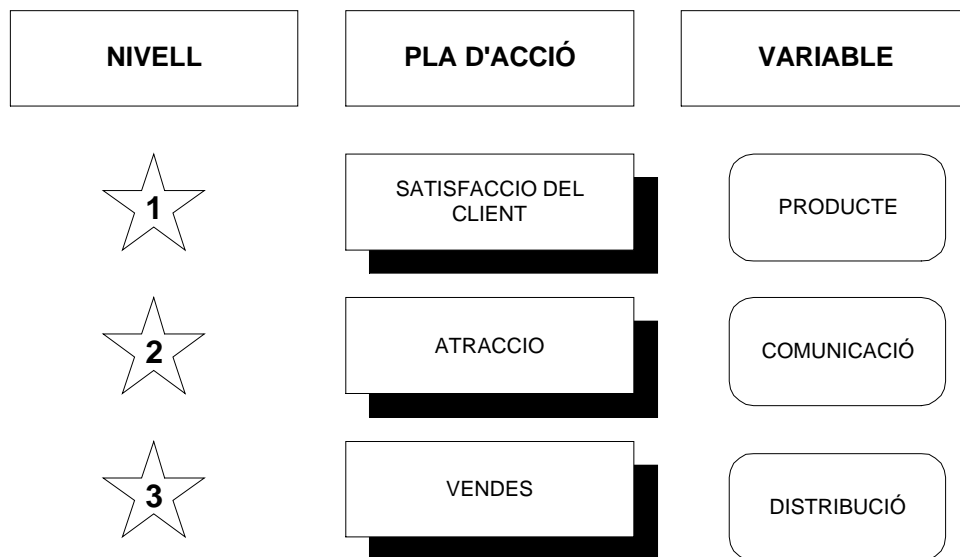 NIVELL
PLA D'ACCIÓ
VARIABLE
1
SATISFACCIO DEL
CLIENT
PRODUCTE
2
ATRACCIO
COMUNICACIÓ
3
VENDES
DISTRIBUCIÓ